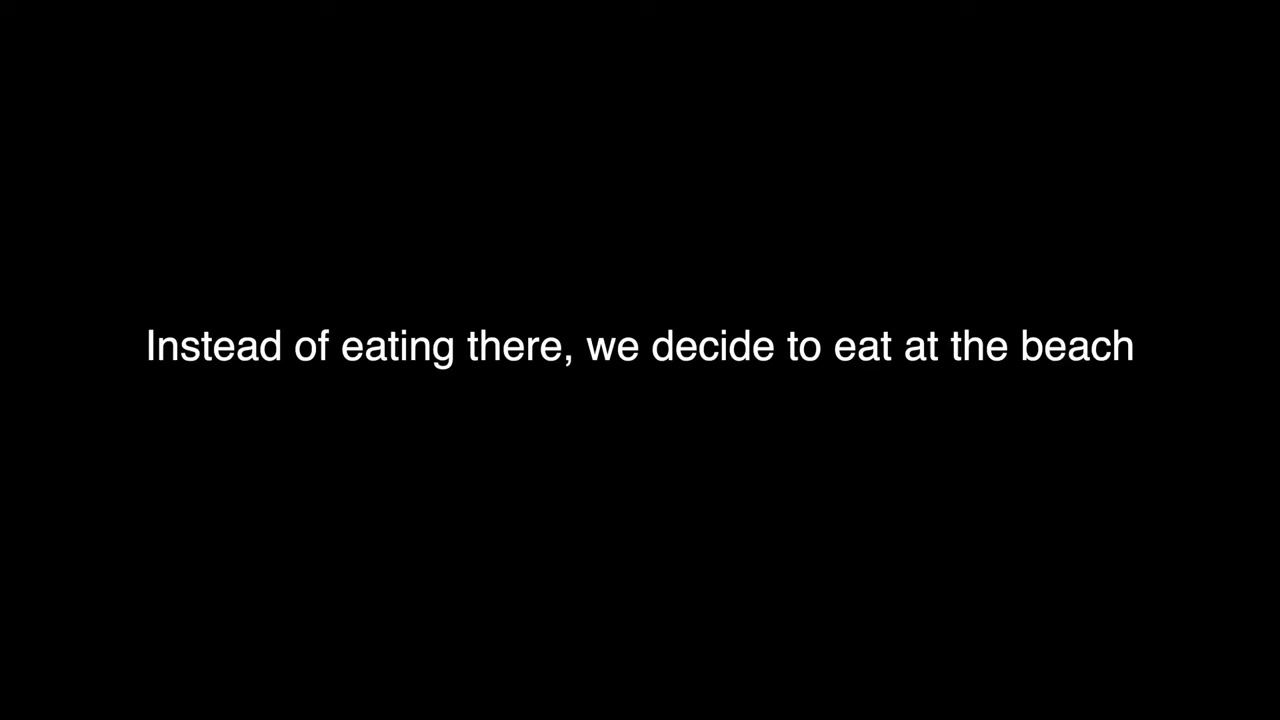 Instead of eating there, we decide to eat at the beach